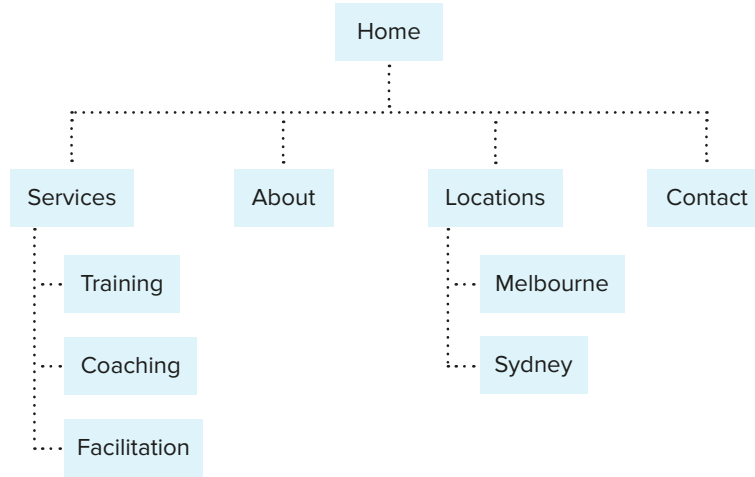 Home
Services
About
Locations
Contact
Training
Melbourne
Coaching
Sydney
Facilitation